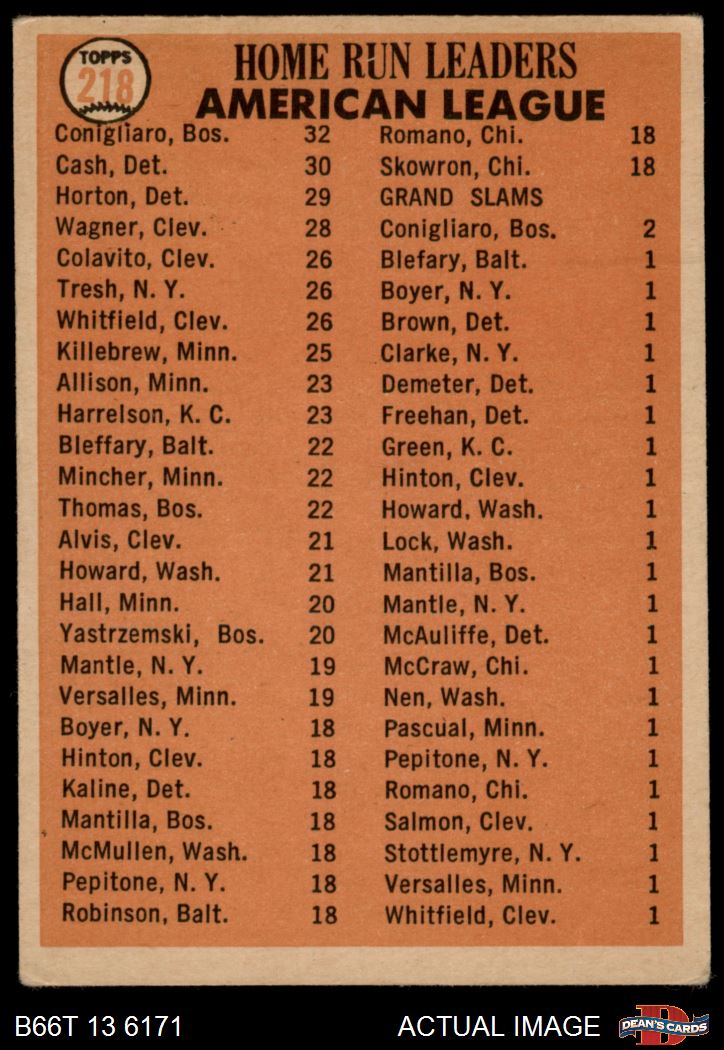 TOPPS
218
HOME RUN LEADERS
AMERICAN LEAGUE
Conigliaro, Bos. 32
Cash, Det. 30
Horton, Det. 29
Wagner, Clev. 28
Colavito, Clev. 26
Tresh, N. Y. 26
Whitfield, Clev. 26
Killebrew, Minn. 25
Allison, Minn. 23
Harrelson, K. C. 23
Bleffary, Balt. 22
Mincher, Minn. 22
Thomas, Bos. 22
Alvis, Clev. 21
Howard, Wash. 21
Hall, Minn. 20
Yastrzemski, Bos. 20
Mantle, N. Y. 19
Versalles, Minn. 19
Boyer, N. Y. 18
Hinton, Clev. 18
Kaline, Det. 18
Mantilla, Bos. 18
McMullen, Wash. 18
Pepitone, N. Y. 18
Robinson, Balt. 18
Romano, Chi. 18
Skowron, Chi. 18
GRAND SLAMS
Conigliaro, Bos. 2
Blefary, Balt. 1
Boyer, N. Y. 1
Brown, Det. 1
Clarke, N. Y. 1
Demeter, Det. 1
Freehan, Det. 1
Green, K. C. 1
Hinton, Clev. 1
Howard, Wash. 1
Lock, Wash. 1
Mantilla, Bos. 1
Mantle, N. Y. 1
McAuliffe, Det. 1
McCraw, Chi. 1
Nen, Wash. 1
Pascual, Minn. 1
Pepitone, N. Y. 1
Romano, Chi. 1
Salmon, Clev. 1
Stottlemyre, N. Y. 1
Versalles, Minn. 1
Whitfield, Clev. 1
B66T 13 6171
ACTUAL IMAGE
D
DEAN'S CARDS